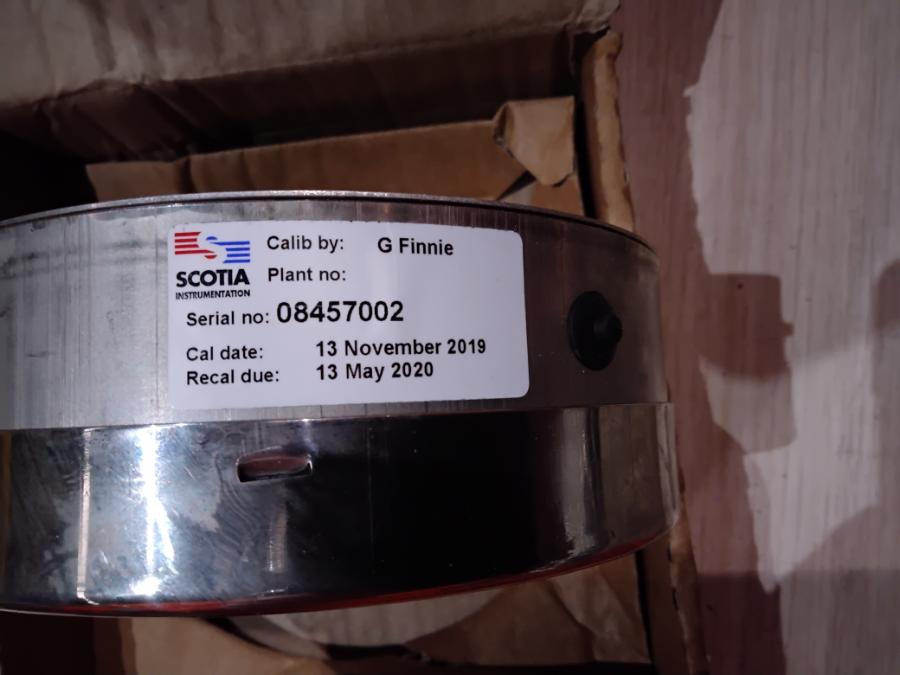 SCOTIA
INSTRUMENTATION
Calib by: G Finnie
Plant no:
Serial no: 08457002
Cal date: 13 November 2019
Recal due: 13 May 2020